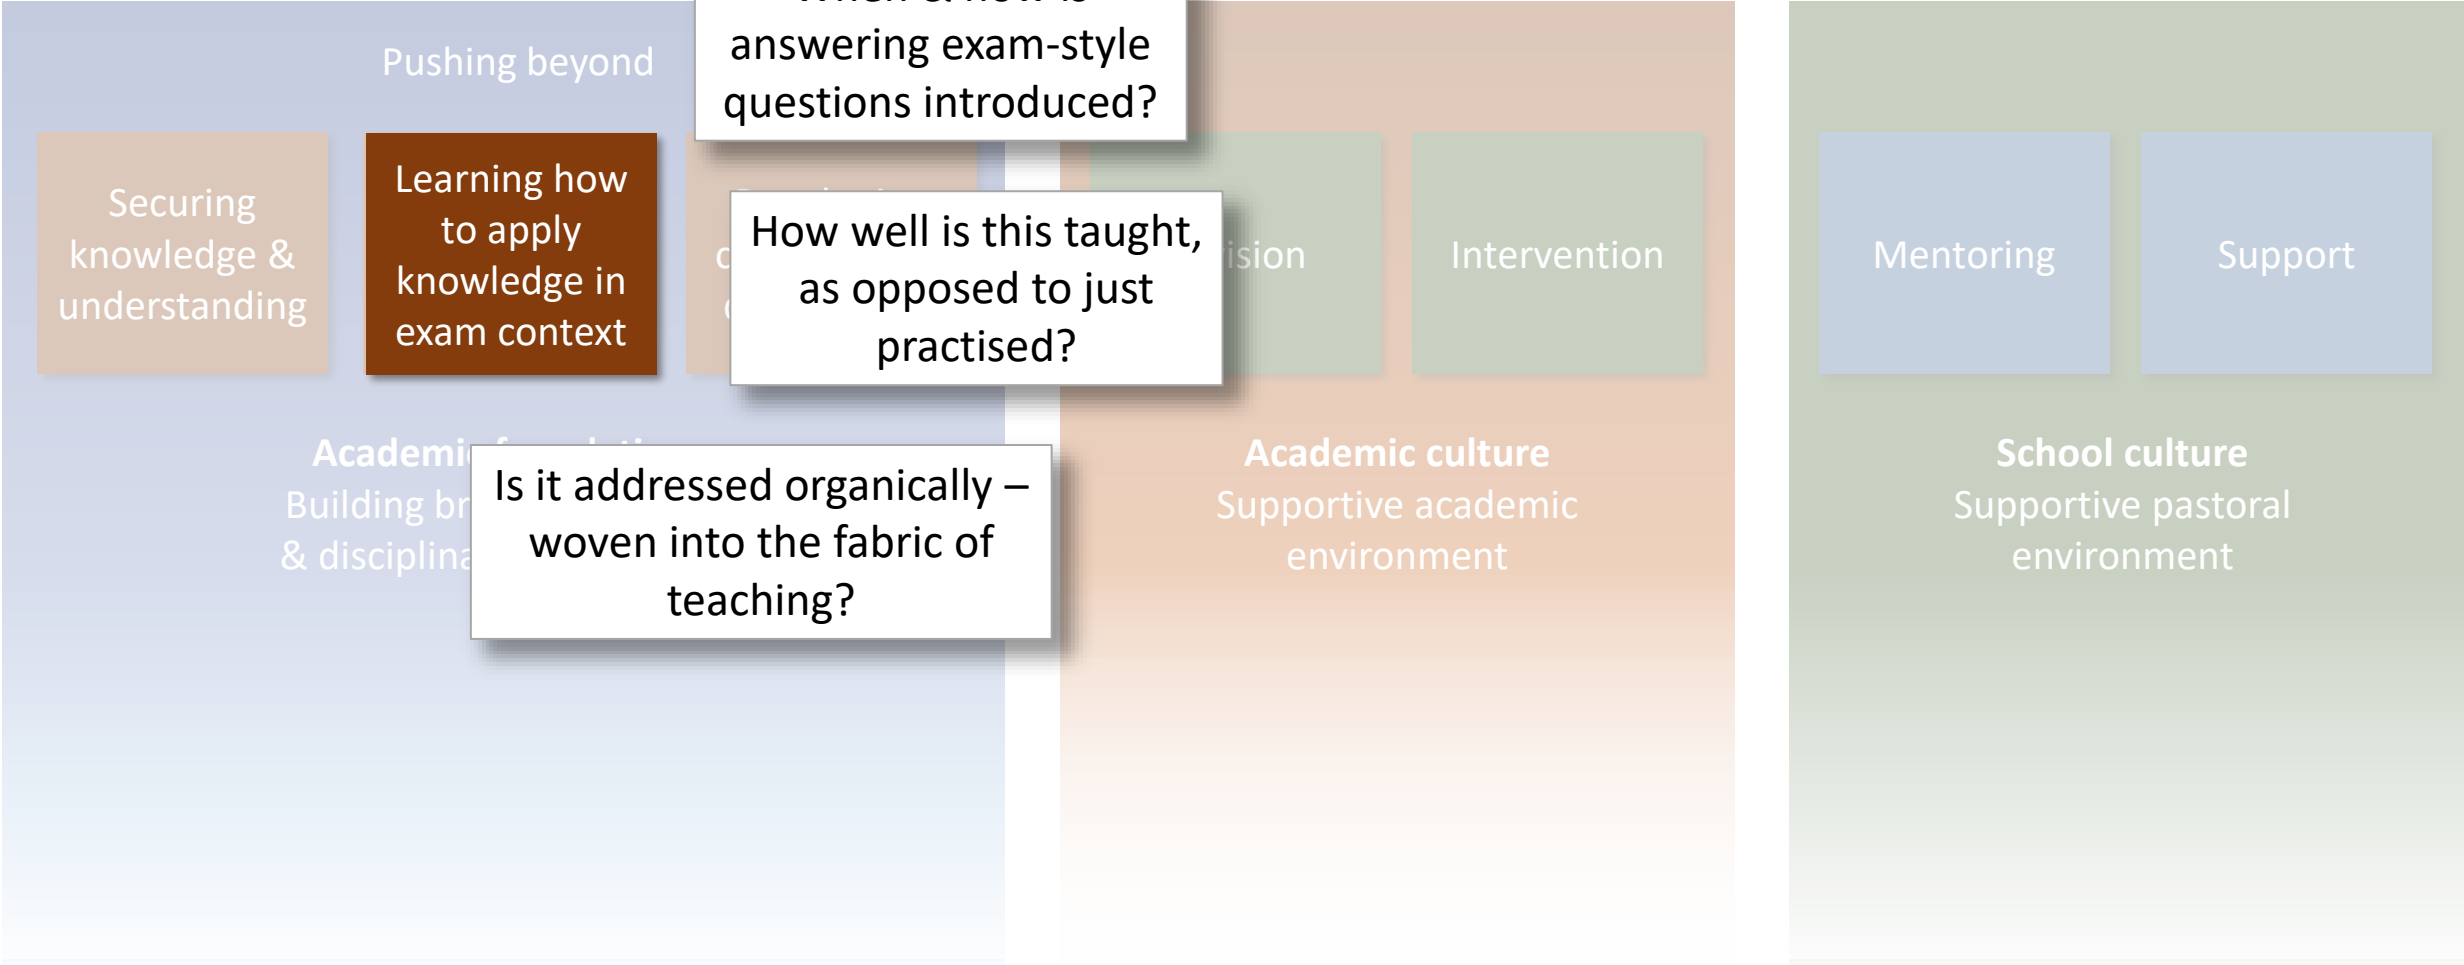 Pushing beyond
answering exam-style
questions introduced?
Securing
knowledge &
understanding
Learning how
to apply
knowledge in
exam context
How well is this taught,
as opposed to just
practised?
Intervention
Mentoring
Support
Is it addressed organically –
woven into the fabric of
teaching?
Building
&
Academic culture
Supportive academic
environment
School culture
Supportive pastoral
environment